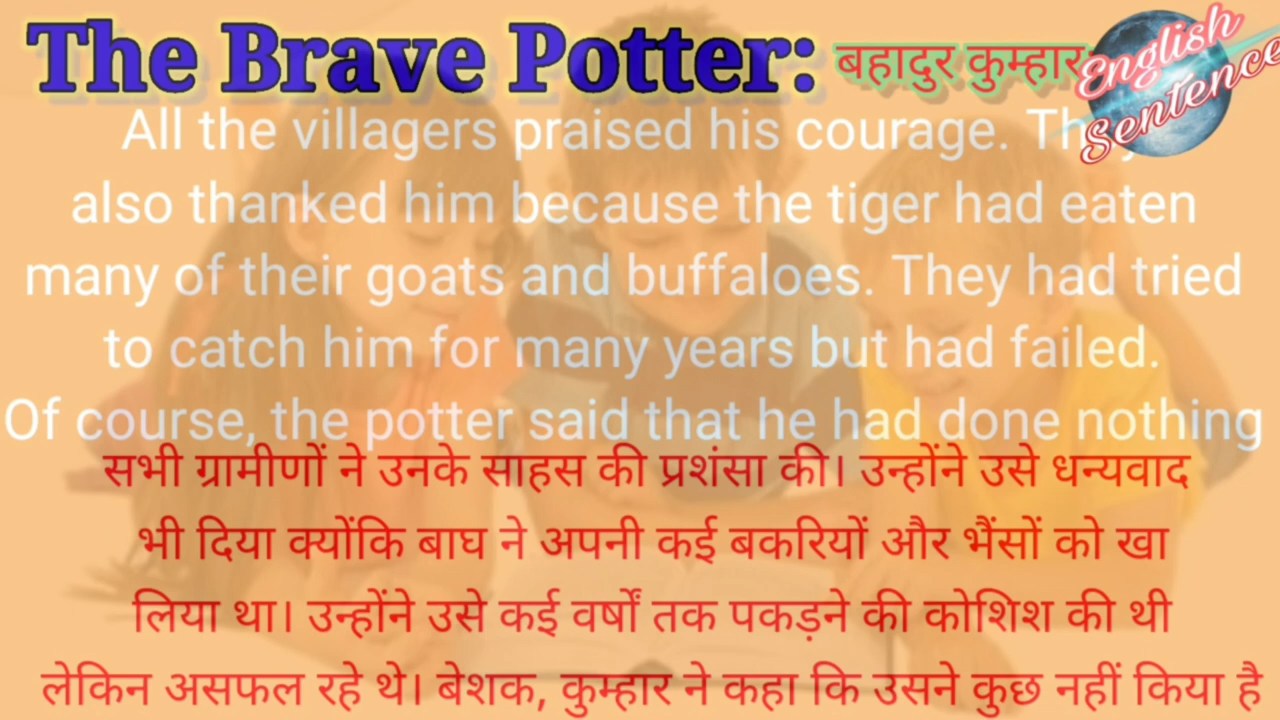 The Brave Potter: बहादुर कुम्हार
English
Sentence
All the villagers praised his courage.
also thanked him because the tiger had eaten
many of their goats and buffaloes. They had tried
to catch him for many years but had failed.
Of course, the potter said that he had done nothing
सभी ग्रामीणों ने उनके साहस की प्रशंसा की। उन्होंने उसे धन्यवाद
भी दिया क्योंकि बाघ ने अपनी कई बकरियों और भैंसों को खा
लिया था। उन्होंने उसे कई वर्षों तक पकड़ने की कोशिश की थी
लेकिन असफल रहे थे। बेशक, कुम्हार ने कहा कि उसने कुछ नहीं किया है